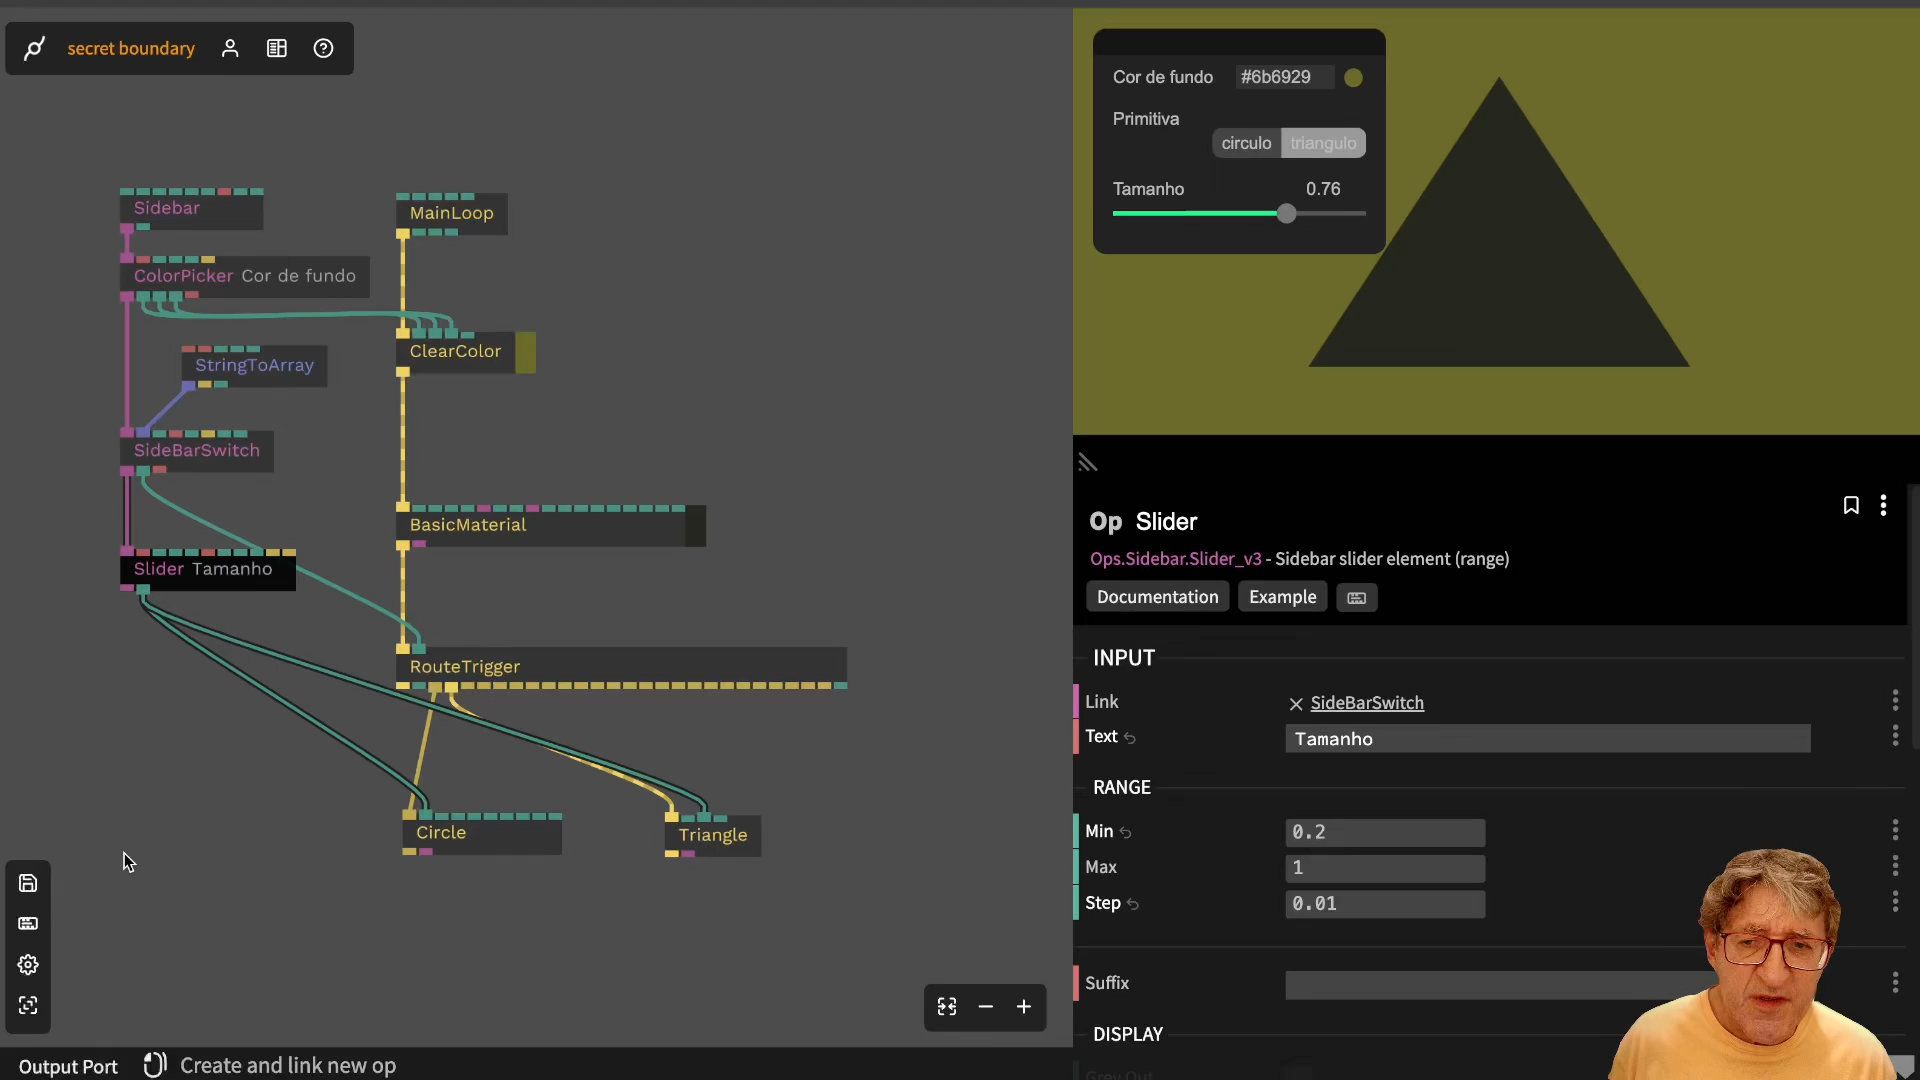 secret boundary
Sidebar
ColorPicker Cor de fundo
StringToArray
SideBarSwitch
Slider Tamanho
MainLoop
ClearColor
BasicMaterial
RouteTrigger
Circle
Triangle
Output Port
Create and link new op
Cor de fundo #6b6929
Primitiva
circulo triangulo
Tamanho 0.76
Op Slider
Ops.Sidebar.Slider_v3 - Sidebar slider element (range)
Documentation Example
INPUT
Link SideBarSwitch
Text Tamanho
RANGE
Min 0.2
Max 1
Step 0.01
Suffix
DISPLAY
Grey Out